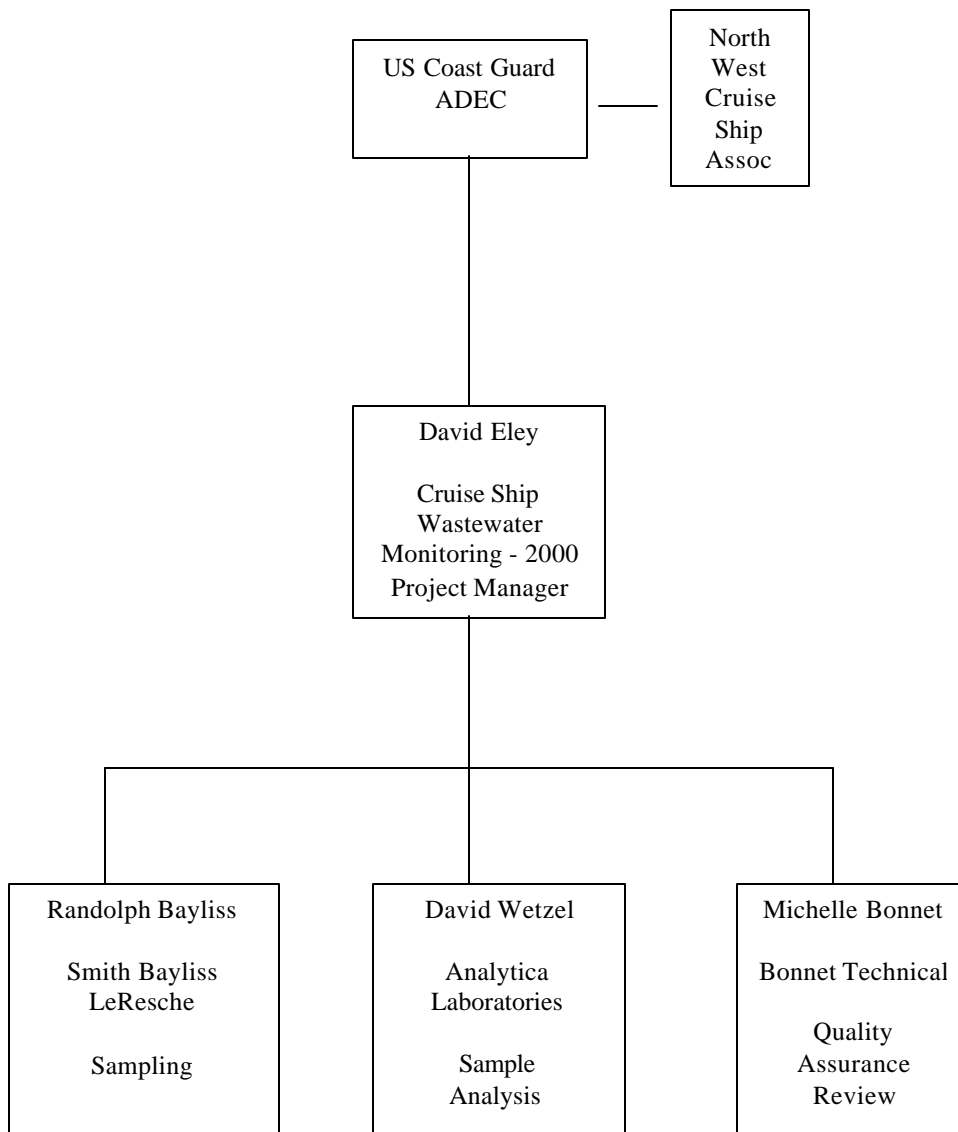 US Coast Guard
ADEC
North
West
Cruise
Ship
Assoc
David Eley
Cruise Ship
Wastewater
Monitoring - 2000
Project Manager
Randolph Bayliss
Smith Bayliss
LeResche
Sampling
David Wetzel
Analytica
Laboratories
Sample
Analysis
Michelle Bonnet
Bonnet Technical
Quality
Assurance
Review